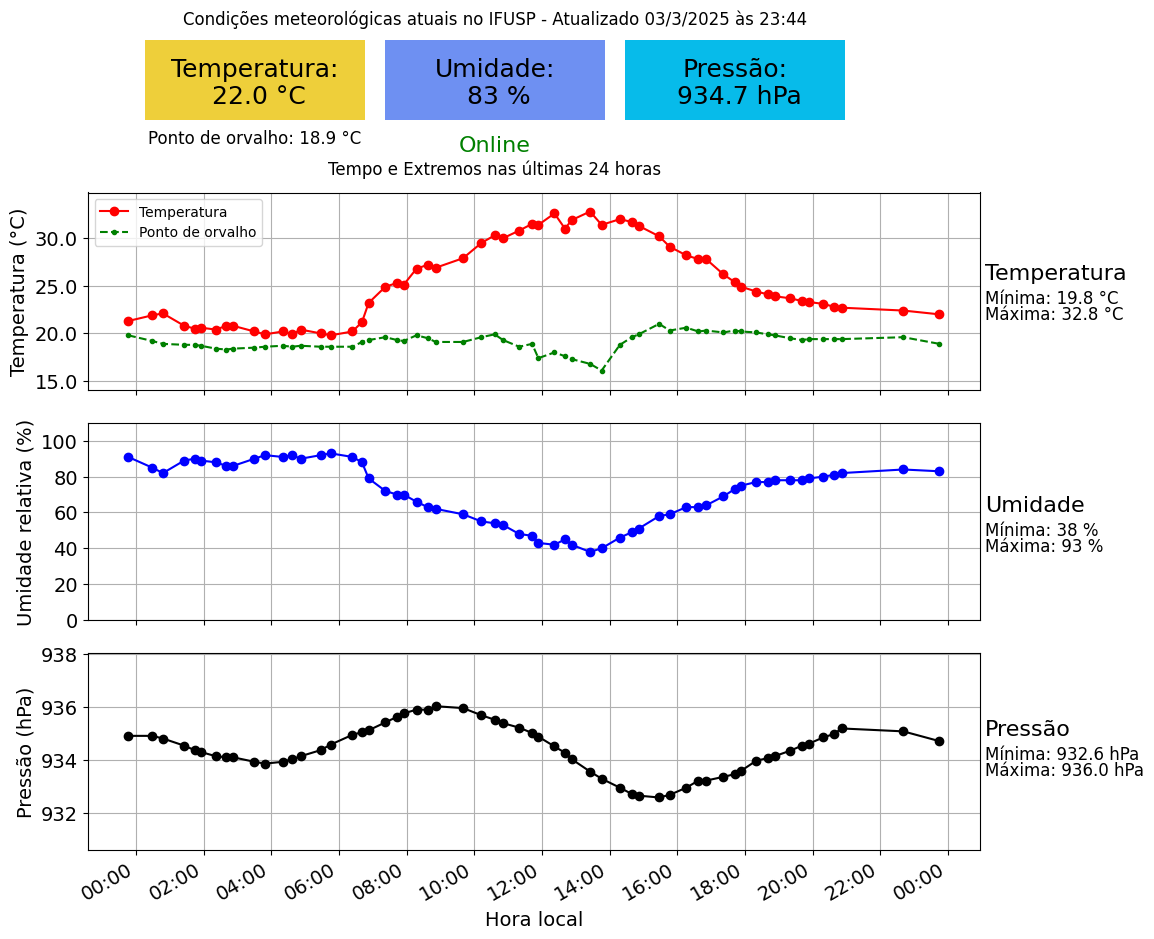 Condições meteorológicas atuais no IFUSP - Atualizado 03/3/2025 às 23:44
Temperatura:
22.0 °C
Umidade:
83 %
Pressão:
934.7 hPa
Ponto de orvalho: 18.9 °C
Online
Tempo e Extremos nas últimas 24 horas
Temperatura (°C)
30.0
25.0
20.0
15.0
Temperatura
Ponto de orvalho
Temperatura
Mínima: 19.8 °C
Máxima: 32.8 °C
Umidade relativa (%)
100
80
60
40
20
0
Umidade
Mínima: 38 %
Máxima: 93 %
Pressão (hPa)
938
936
934
932
Pressão
Mínima: 932.6 hPa
Máxima: 936.0 hPa
00:00 02:00 04:00 06:00 08:00 10:00 12:00 14:00 16:00 18:00 20:00 22:00 00:00
Hora local